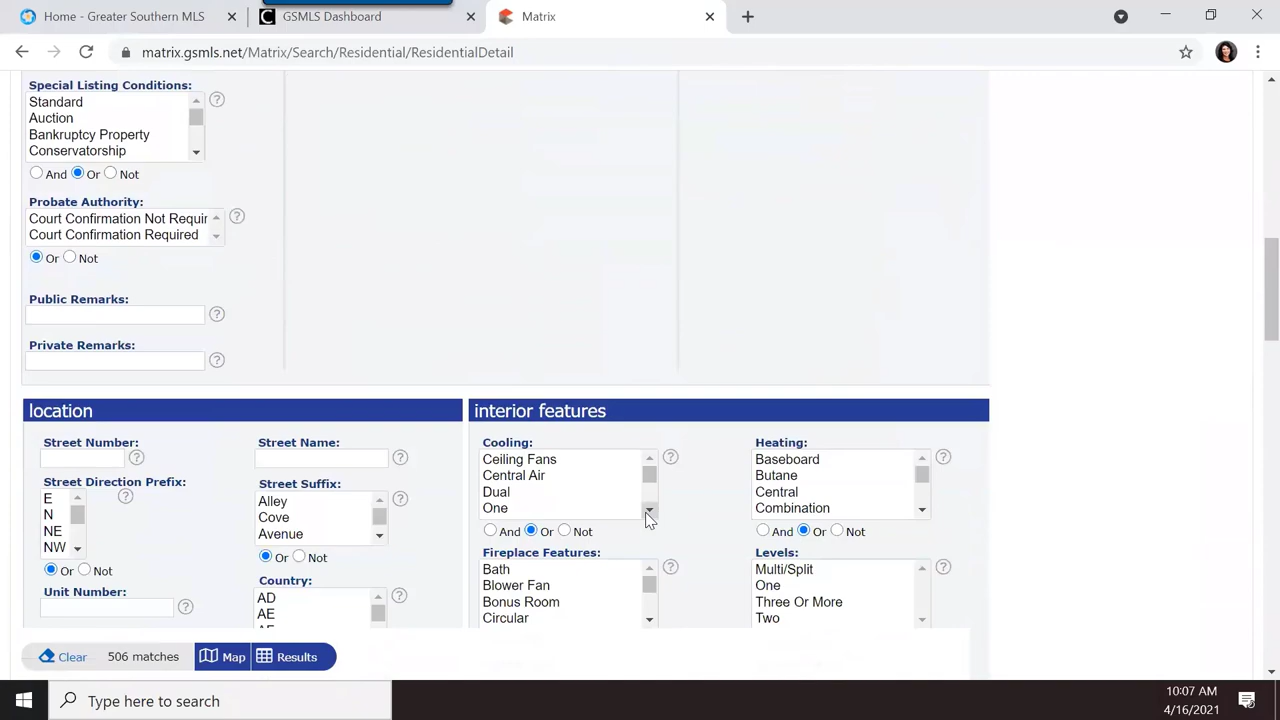 Home - Greater Southern MLS
GSMLS Dashboard
Matrix
matrix.gsmls.net/Matrix/Search/Residential/ResidentialDetail
Special Listing Conditions:
Standard
Auction
Bankruptcy Property
Conservatorship
And Or Not
Probate Authority:
Court Confirmation Not Requir
Court Confirmation Required
Or Not
Public Remarks:
Private Remarks:
location
Street Number:
Street Name:
Street Direction Prefix:
E
N
NE
NW
Or Not
Street Suffix:
Alley
Cove
Avenue
Or Not
Unit Number:
Country:
AD
AE
interior features
Cooling:
Ceiling Fans
Central Air
Dual
One
And Or Not
Heating:
Baseboard
Butane
Central
Combination
And Or Not
Fireplace Features:
Bath
Blower Fan
Bonus Room
Circular
Levels:
Multi/Split
One
Three Or More
Two
Clear 506 matches Map Results
Type here to search
10:07 AM
4/16/2021